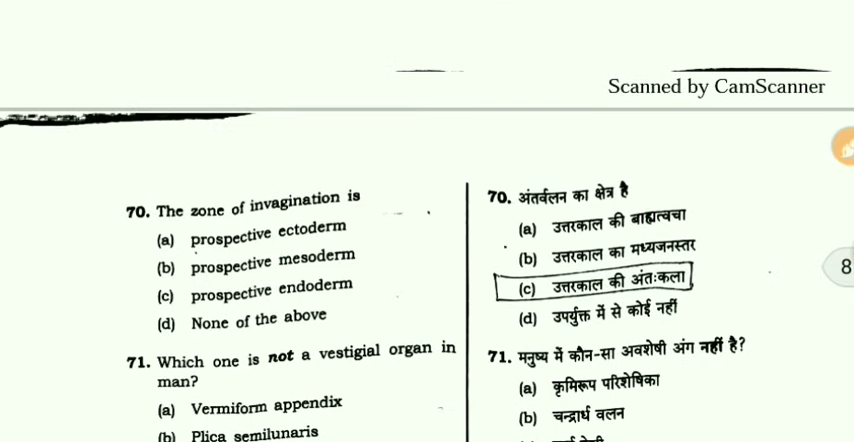 Scanned by CamScanner
70. The zone of invagination is
(a) prospective ectoderm
(b) prospective mesoderm
(c) prospective endoderm
(d) None of the above
71. Which one is not a vestigial organ in
man?
(a) Vermiform appendix
(b) Plica semilunaris
70. अंतर्वलन का क्षेत्र है
(a) उत्तरकाल की बाह्यत्वचा
(b) उत्तरकाल का मध्यजनस्तर
(c) उत्तरकाल की अंतःकला
(d) उपर्युक्त में से कोई नहीं
71. मनुष्य में कौन-सा अवशेषी अंग नहीं है?
(a) कृमिरूप परिशेषिका
(b) चन्द्रार्ध वलन
8